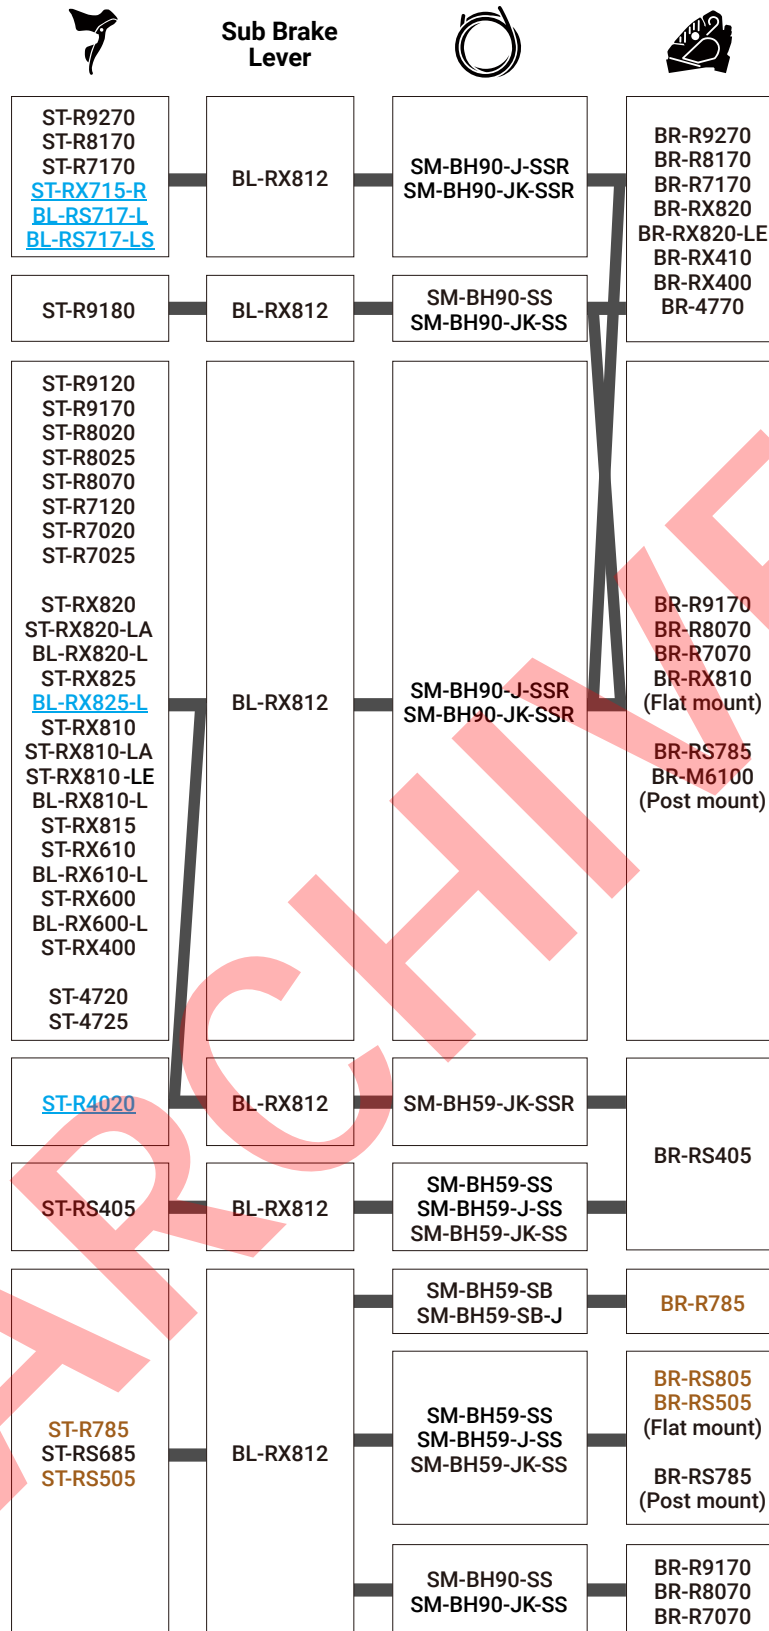 Sub Brake
Lever
ST-R9270
ST-R8170
ST-R7170
ST-RX715-R
BL-RS717-L
BL-RS717-LS
BL-RX812
SM-BH90-J-SSR
SM-BH90-JK-SSR
BR-R9270
BR-R8170
BR-R7170
BR-RX820
BR-RX820-LE
BR-RX410
BR-RX400
BR-4770
ST-R9180
BL-RX812
SM-BH90-SS
SM-BH90-JK-SS
ST-R9120
ST-R9170
ST-R8020
ST-R8025
ST-R8070
ST-R7120
ST-R7020
ST-R7025
ST-RX820
ST-RX820-LA
BL-RX820-L
ST-RX825
BL-RX825-L
ST-RX810
ST-RX810-LA
ST-RX810-LE
BL-RX810-L
ST-RX815
ST-RX610
BL-RX610-L
ST-RX600
BL-RX600-L
ST-RX400
ST-4720
ST-4725
BL-RX812
SM-BH90-J-SSR
SM-BH90-JK-SSR
BR-R9170
BR-R8070
BR-R7070
BR-RX810
(Flat mount)
BR-RS785
BR-M6100
(Post mount)
ST-R4020
BL-RX812
SM-BH59-JK-SSR
BR-RS405
ST-RS405
BL-RX812
SM-BH59-SS
SM-BH59-J-SS
SM-BH59-JK-SS
ST-R785
ST-RS685
ST-RS505
BL-RX812
SM-BH59-SB
SM-BH59-SB-J
BR-R785
SM-BH59-SS
SM-BH59-J-SS
SM-BH59-JK-SS
BR-RS805
BR-RS505
(Flat mount)
BR-RS785
(Post mount)
SM-BH90-SS
SM-BH90-JK-SS
BR-R9170
BR-R8070
BR-R7070
ARCHIVE